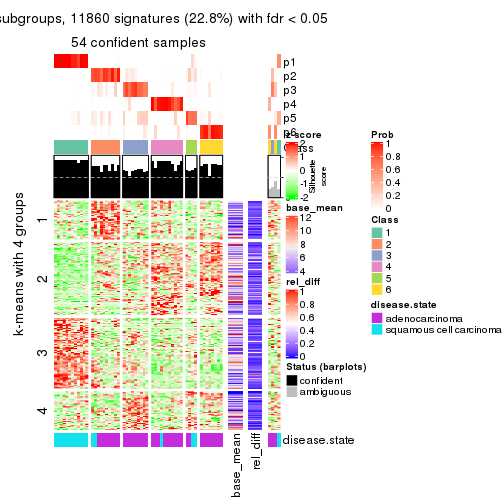 subgroups, 11860 signatures (22.8%) with fdr < 0.05
54 confident samples
p1
p2
p3
p4
p5
p6
z-score
2
1
0
-1
-2
Silhouette
score
Prob
1
0.8
0.6
0.4
0.2
0
base_mean
12
10
8
6
4
Class
1
2
3
4
5
6
rel_diff
1
0.8
0.6
0.4
0.2
0
disease.state
adenocarcinoma
squamous cell carcinoma
Status (barplots)
confident
ambiguous
k-means with 4 groups
1
2
3
4
disease.state
base_mean
rel_diff